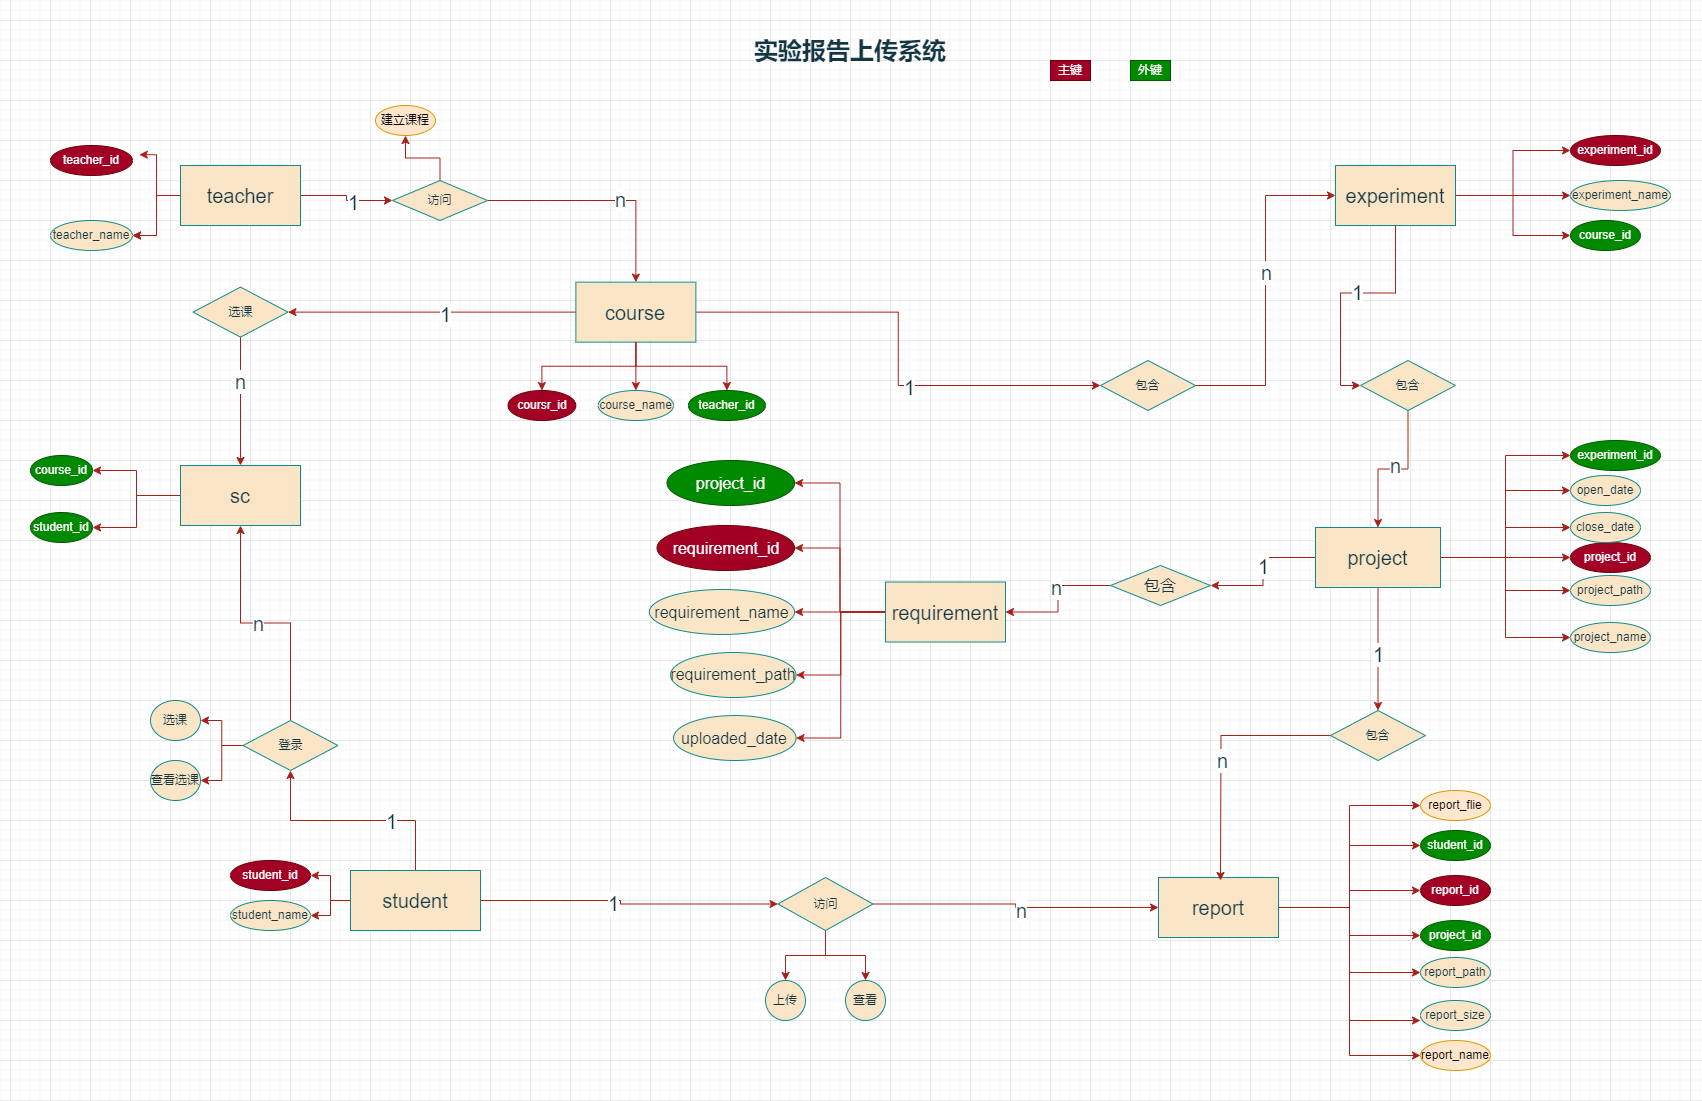 实验报告上传系统
主键
外键
建立课程
teacher_id
teacher
访问
1
n
teacher_name
experiment_id
experiment
experiment_name
course_id
n
1
选课
1
course
n
1
包含
包含
coursr_id
course_name
teacher_id
course_id
sc
student_id
n
project_id
requirement_id
requirement_name
requirement_path
uploaded_date
requirement
n
包含
1
n
project
experiment_id
open_date
close_date
project_id
project_path
project_name
1
包含
n
选课
查看选课
登录
1
student_id
student_name
student
1
访问
n
上传
查看
report
report_flie
student_id
report_id
project_id
report_path
report_size
report_name